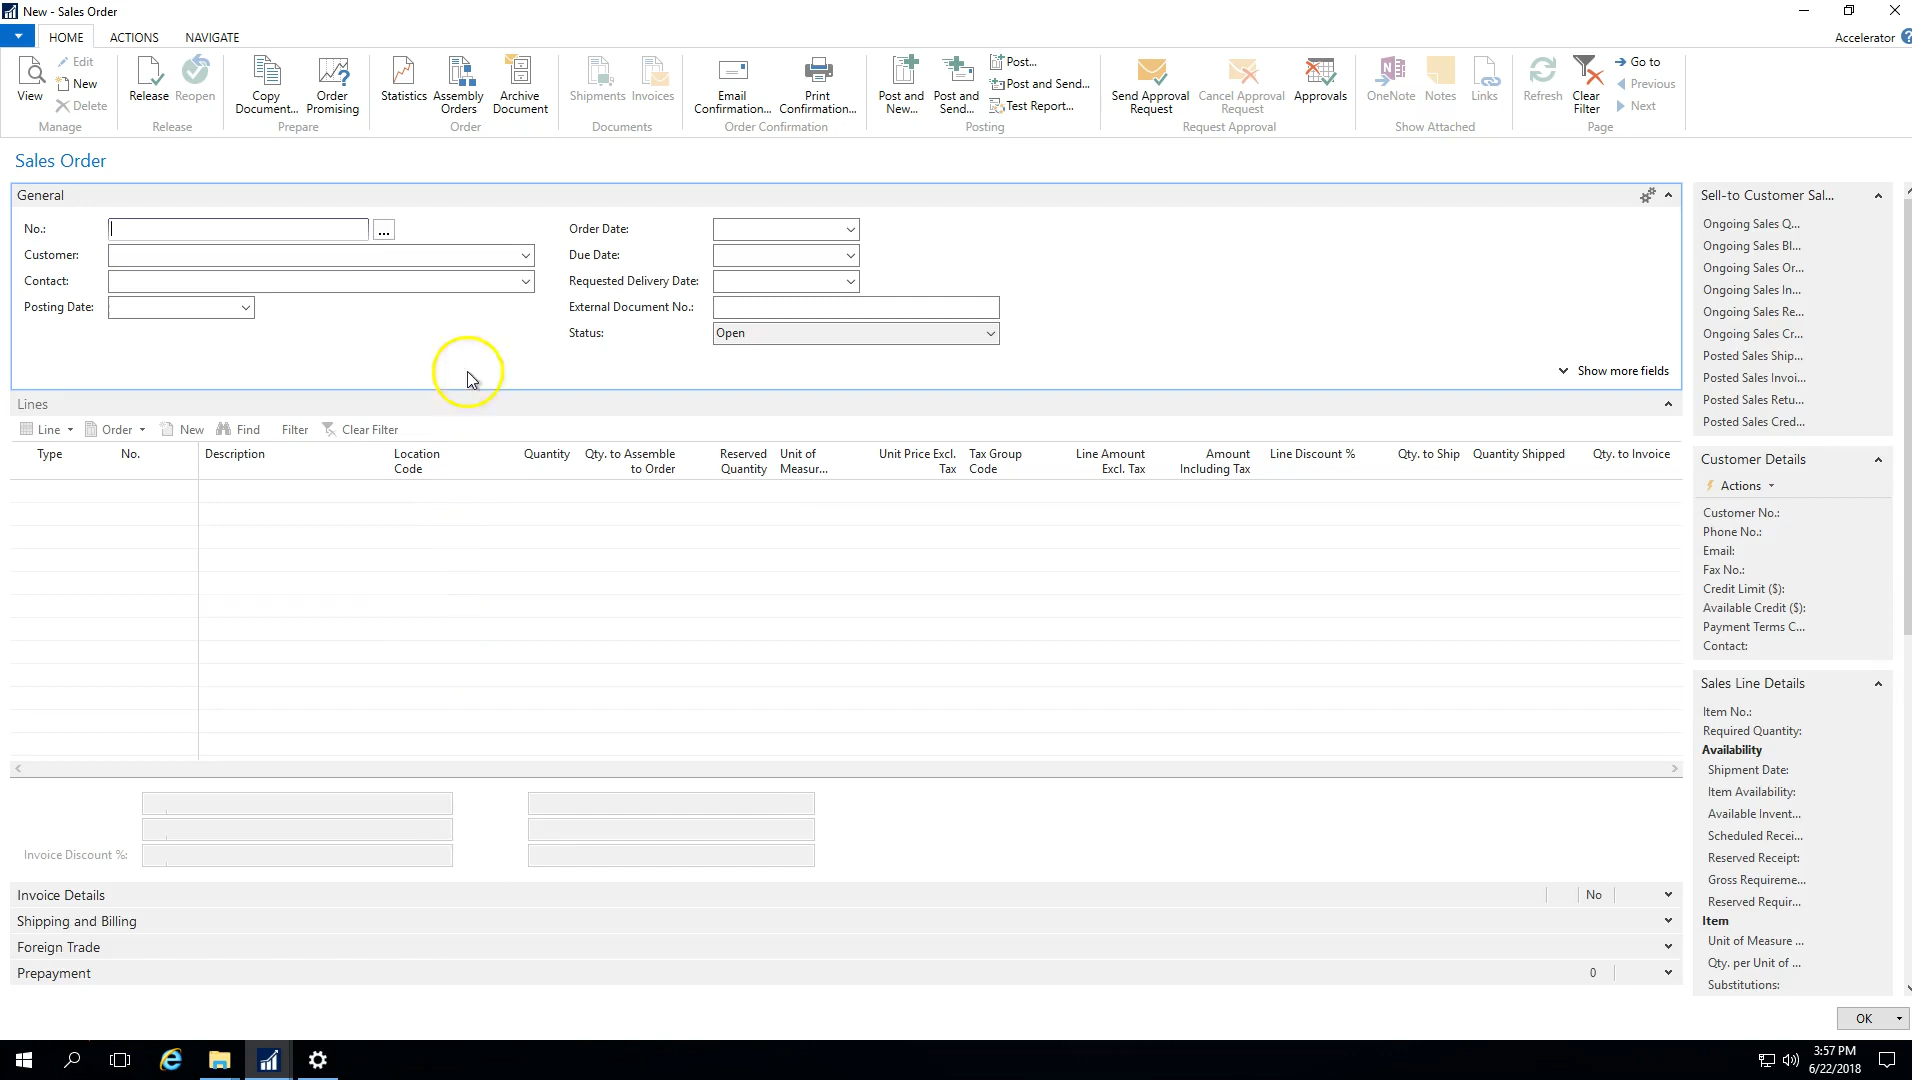 New - Sales Order
HOME
ACTIONS
NAVIGATE
Accelerator
View
Edit
New
Delete
Manage
Release
Reopen
Release
Copy Document...
Order Promising
Prepare
Statistics
Assembly Orders
Archive Document
Order
Shipments
Invoices
Documents
Email Confirmation...
Print Confirmation...
Order Confirmation
Post and New...
Post and Send...
Post...
Post and Send...
Test Report...
Posting
Send Approval Request
Cancel Approval Request
Approvals
Request Approval
OneNote
Notes
Links
Show Attached
Refresh
Clear Filter
Go to
Previous
Next
Page
Sales Order
General
No.:
...
Order Date:
Customer:
Due Date:
Contact:
Requested Delivery Date:
Posting Date:
External Document No.:
Status:
Open
Show more fields
Lines
Line
Order
New
Find
Filter
Clear Filter
Type
No.
Description
Location Code
Quantity
Qty. to Assemble to Order
Reserved Quantity
Unit of Measur...
Unit Price Excl. Tax
Tax Group Code
Line Amount Excl. Tax
Amount Including Tax
Line Discount %
Qty. to Ship
Quantity Shipped
Qty. to Invoice
Invoice Discount %:
Invoice Details
No
Shipping and Billing
Foreign Trade
Prepayment
0
Sell-to Customer Sal...
Ongoing Sales Q...
Ongoing Sales Bl...
Ongoing Sales Or...
Ongoing Sales In...
Ongoing Sales Re...
Ongoing Sales Cr...
Posted Sales Ship...
Posted Sales Invoi...
Posted Sales Retu...
Posted Sales Cred...
Customer Details
Actions
Customer No.:
Phone No.:
Email:
Fax No.:
Credit Limit ($):
Available Credit ($):
Payment Terms C...
Contact:
Sales Line Details
Item No.:
Required Quantity:
Availability
Shipment Date:
Item Availability:
Available Invent...
Scheduled Recei...
Reserved Receipt:
Gross Requireme...
Reserved Requir...
Item
Unit of Measure ...
Qty. per Unit of ...
Substitutions:
OK
3:57 PM
6/22/2018